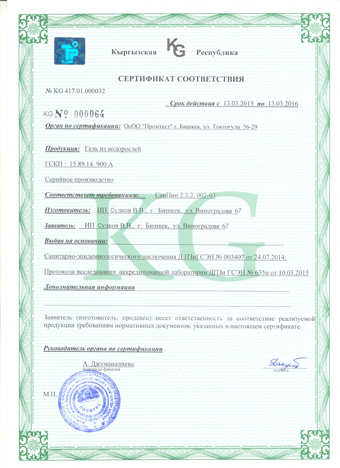 KG
Кыргызская Республика
СЕРТИФИКАТ СООТВЕТСТВИЯ
№ KG 417.01.000032
Срок действия с 13.03.2015 по 13.03.2016
KG № 000064
Орган по сертификации: ОсОО "Промтест" г. Бишкек, ул. Токтогула 56-29
Продукция: Гель из водорослей
ГСКП : 15.89.14. 900 А
Серийное производство
Соответствует требованиям: СанПин 2.3.2. 002-03
Изготовитель: ИП Судков В.В., г. Бишкек, ул. Виноградова 67
Заявитель: ИП Судков В.В., г. Бишкек, ул. Виноградова 67
Выдан на основании:
Санитарно-эпидемиологического заключения ДПЗиГСЭН № 003407 от 24.07.2014;
Протокола исследования аккредитованной лаборатории ДПЗиГСЭН № 635п от 10.03.2015
Дополнительная информация
Заявитель (изготовитель, продавец) несет ответственность за соответствие реализуемой
продукции требованиям нормативных документов, указанных в настоящем сертификате.
Руководитель органа по сертификации
А. Джуманалиева
М.П.
KG